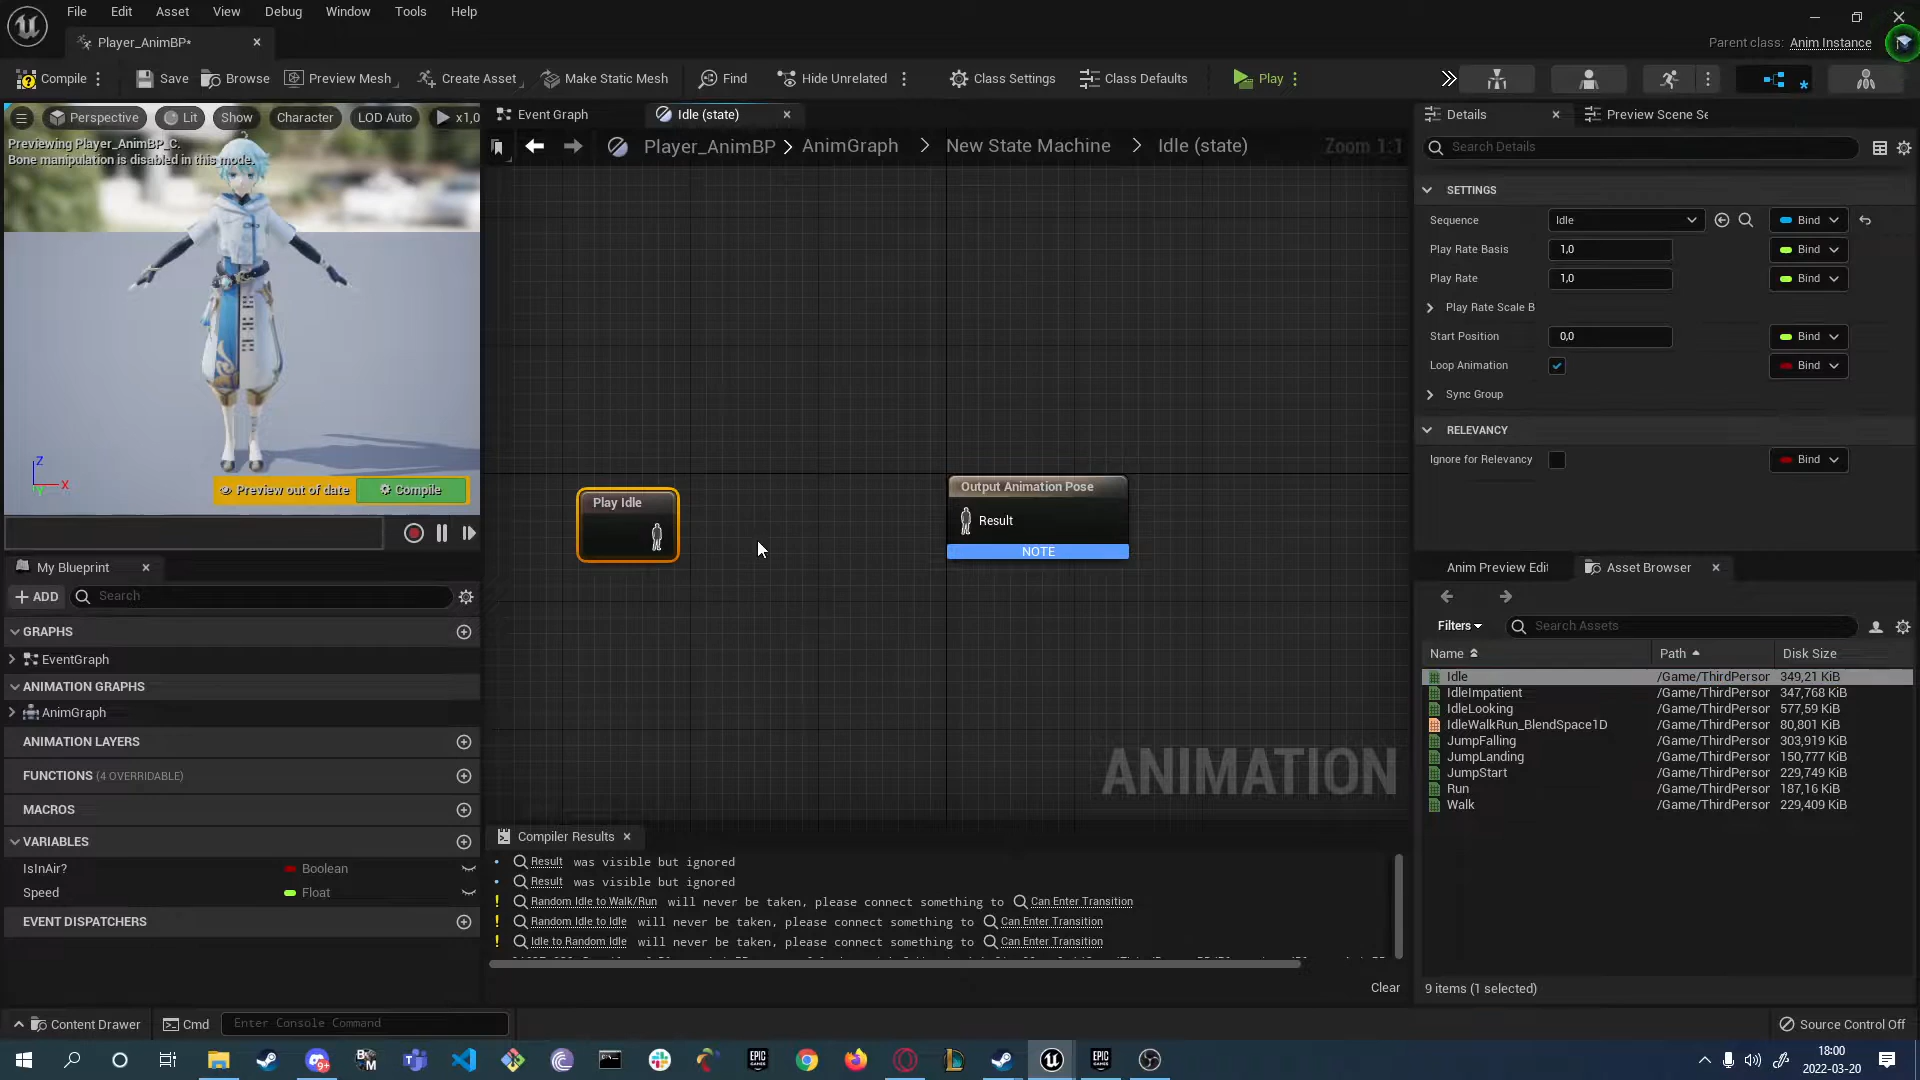 File Edit Asset View Debug Window Tools Help
Player_AnimBP*
Parent class: Anim Instance
Compile Save Browse Preview Mesh Create Asset Make Static Mesh Find Hide Unrelated Class Settings Class Defaults Play
Perspective Lit Show Character LOD Auto x1,0
Previewing Player_AnimBP_C.
Bone manipulation is disabled in this mode.
Z
X
Y
Preview out of date Compile
Event Graph Idle (state)
Player_AnimBP > AnimGraph > New State Machine > Idle (state)
Zoom 1:1
Play Idle
Output Animation Pose
Result
NOTE
ANIMATION
Details Preview Scene Se
Search Details
SETTINGS
Sequence Idle Bind
Play Rate Basis 1,0 Bind
Play Rate 1,0 Bind
Play Rate Scale B
Start Position 0,0 Bind
Loop Animation Bind
Sync Group
RELEVANCY
Ignore for Relevancy Bind
My Blueprint
+ ADD Search
GRAPHS
EventGraph
ANIMATION GRAPHS
AnimGraph
ANIMATION LAYERS
FUNCTIONS (4 OVERRIDABLE)
MACROS
VARIABLES
IsInAir? Boolean
Speed Float
EVENT DISPATCHERS
Compiler Results
Result was visible but ignored
Result was visible but ignored
! Random Idle to Walk/Run will never be taken, please connect something to Can Enter Transition
! Random Idle to Idle will never be taken, please connect something to Can Enter Transition
! Idle to Random Idle will never be taken, please connect something to Can Enter Transition
Clear
Anim Preview Edit Asset Browser
Filters Search Assets
Name Path Disk Size
Idle /Game/ThirdPerson 349,21 KiB
IdleImpatient /Game/ThirdPerson 347,768 KiB
IdleLooking /Game/ThirdPerson 577,59 KiB
IdleWalkRun_BlendSpace1D /Game/ThirdPerson 80,801 KiB
JumpFalling /Game/ThirdPerson 303,919 KiB
JumpLanding /Game/ThirdPerson 150,777 KiB
JumpStart /Game/ThirdPerson 229,749 KiB
Run /Game/ThirdPerson 187,16 KiB
Walk /Game/ThirdPerson 229,409 KiB
9 items (1 selected)
Content Drawer Cmd Enter Console Command
Source Control Off
18:00
2022-03-20